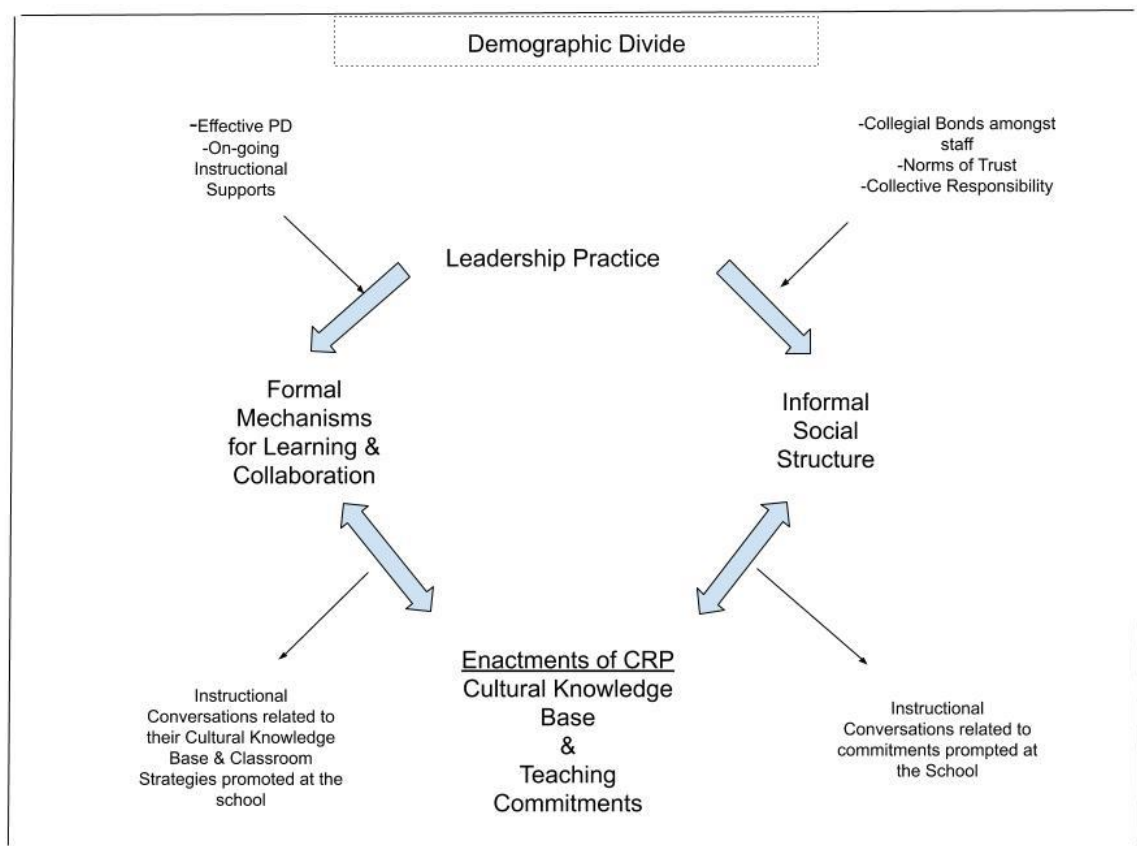 Demographic Divide
-Effective PD
-On-going
Instructional
Supports
-Collegial Bonds amongst
staff
-Norms of Trust
-Collective Responsibility
Leadership Practice
Formal
Mechanisms
for Learning &
Collaboration
Informal
Social
Structure
Enactments of CRP
Cultural Knowledge
Base
&
Teaching
Commitments
Instructional
Conversations related to
their Cultural Knowledge
Base & Classroom
Strategies promoted at the
school
Instructional
Conversations related to
commitments prompted at
the School